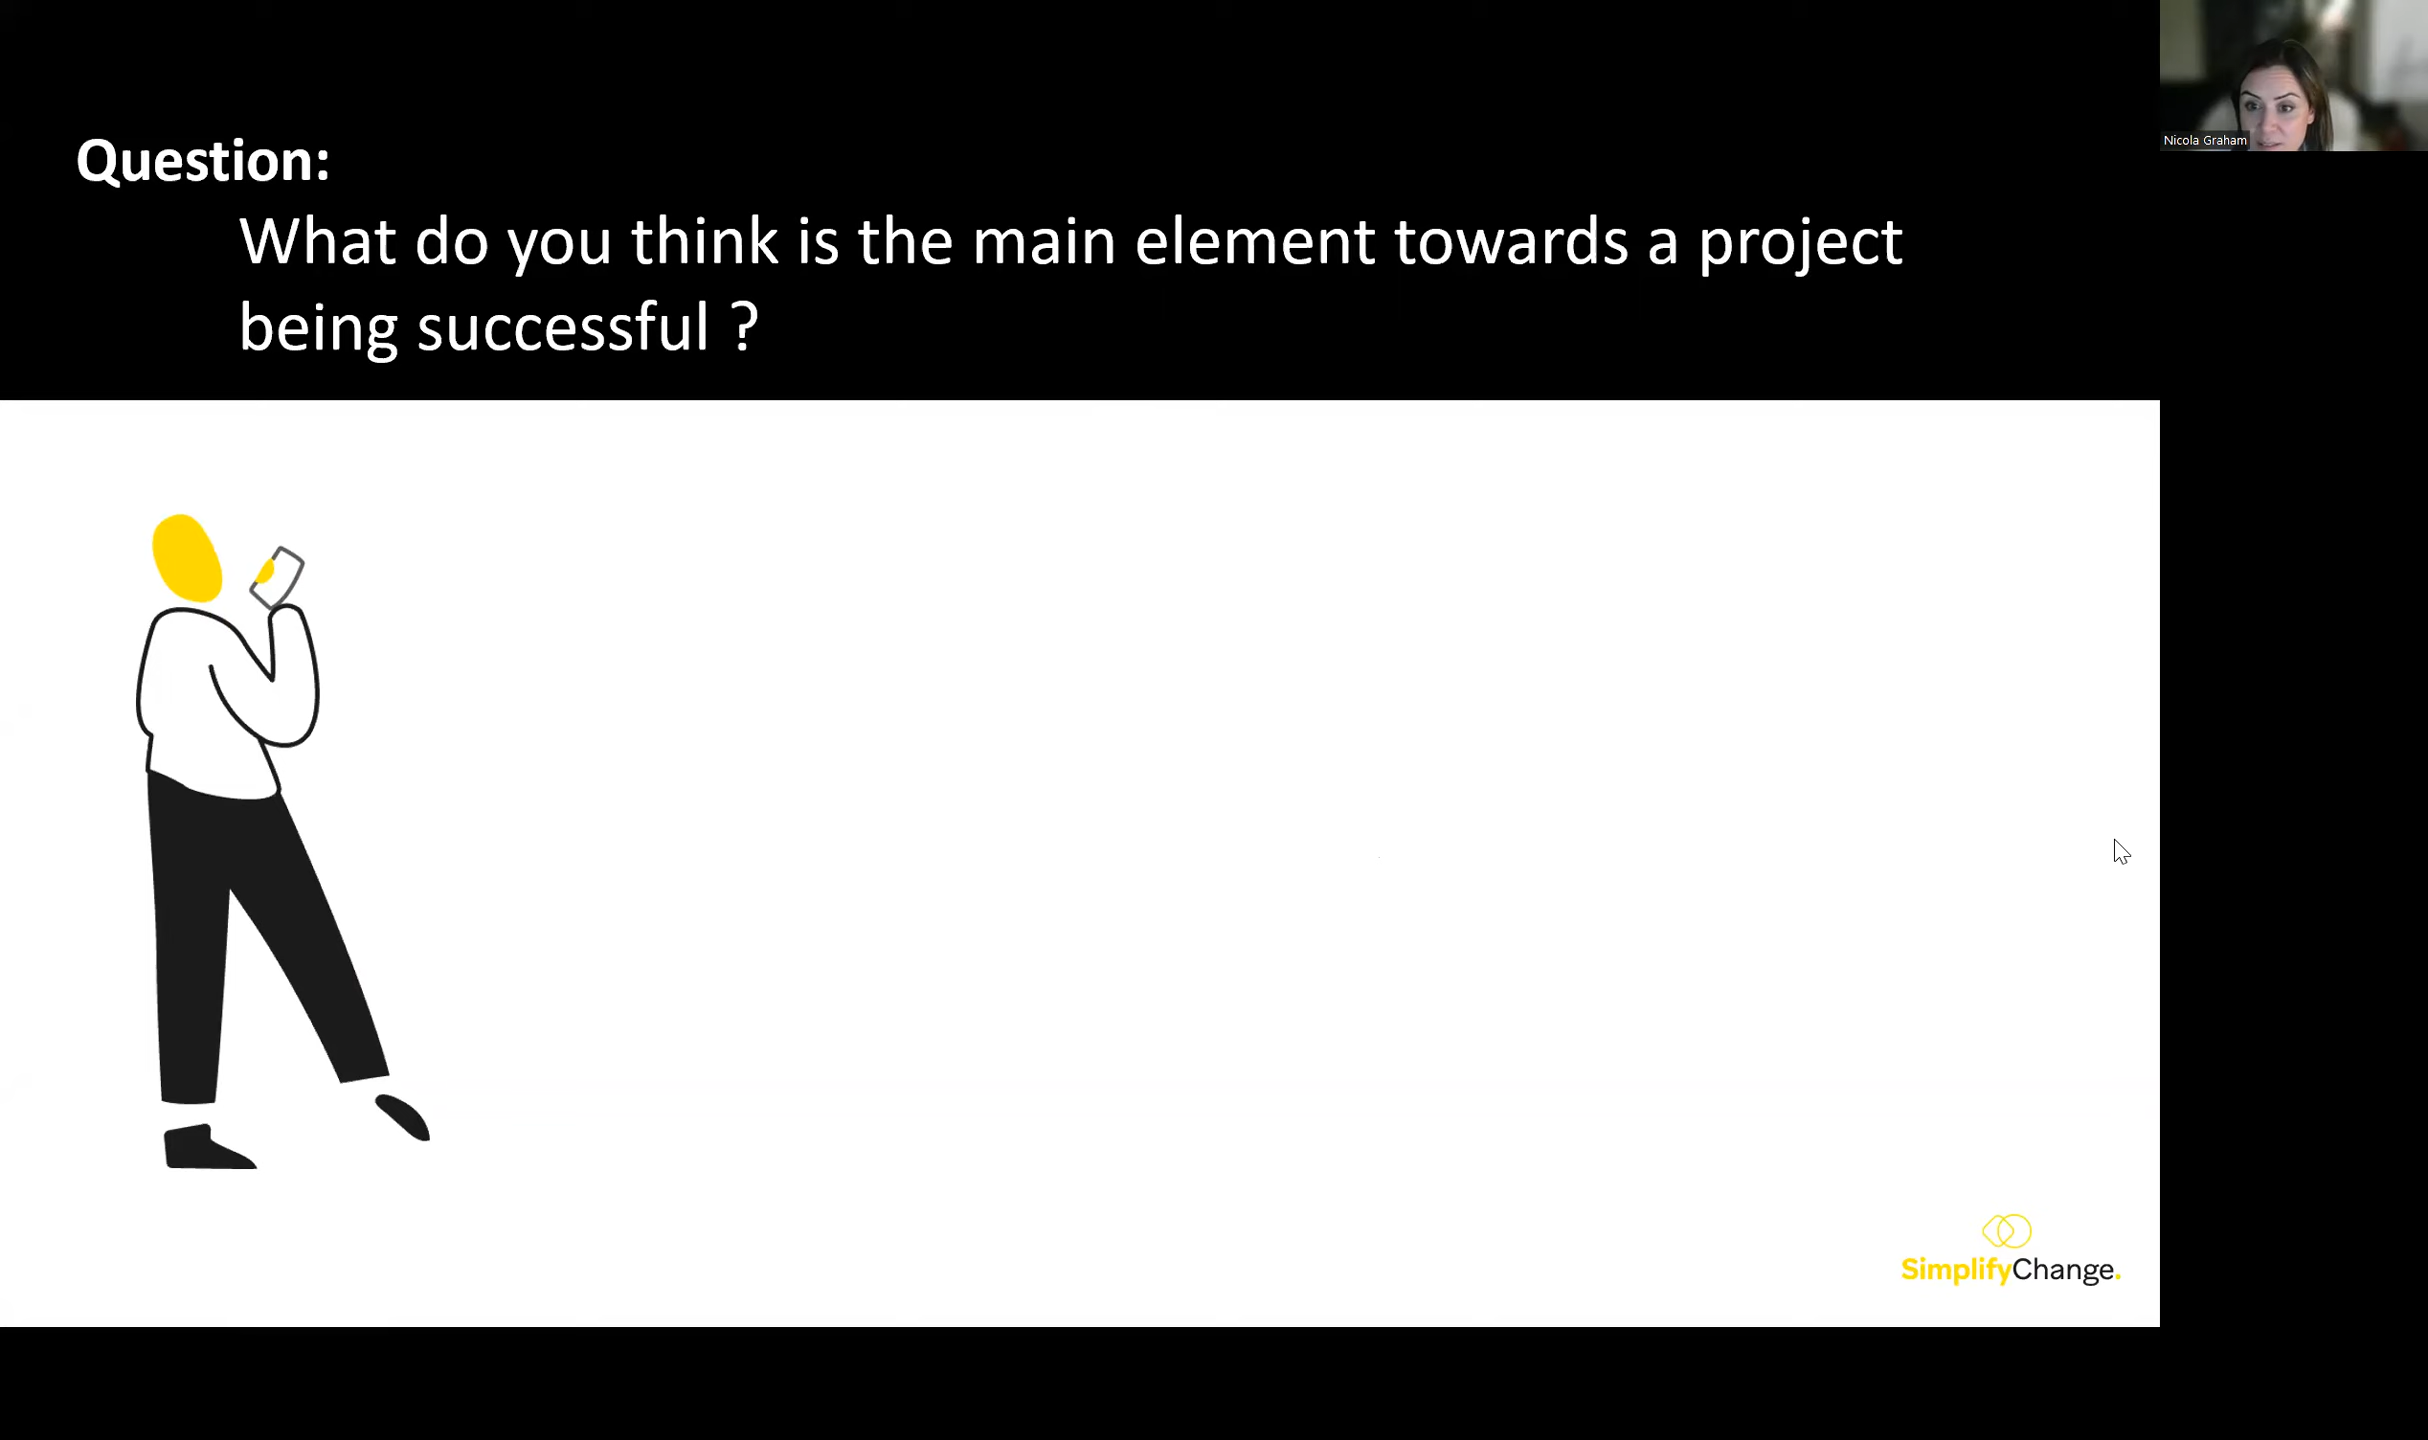 Nicola Graham
Question:
What do you think is the main element towards a project
being successful ?
SimplifyChange.